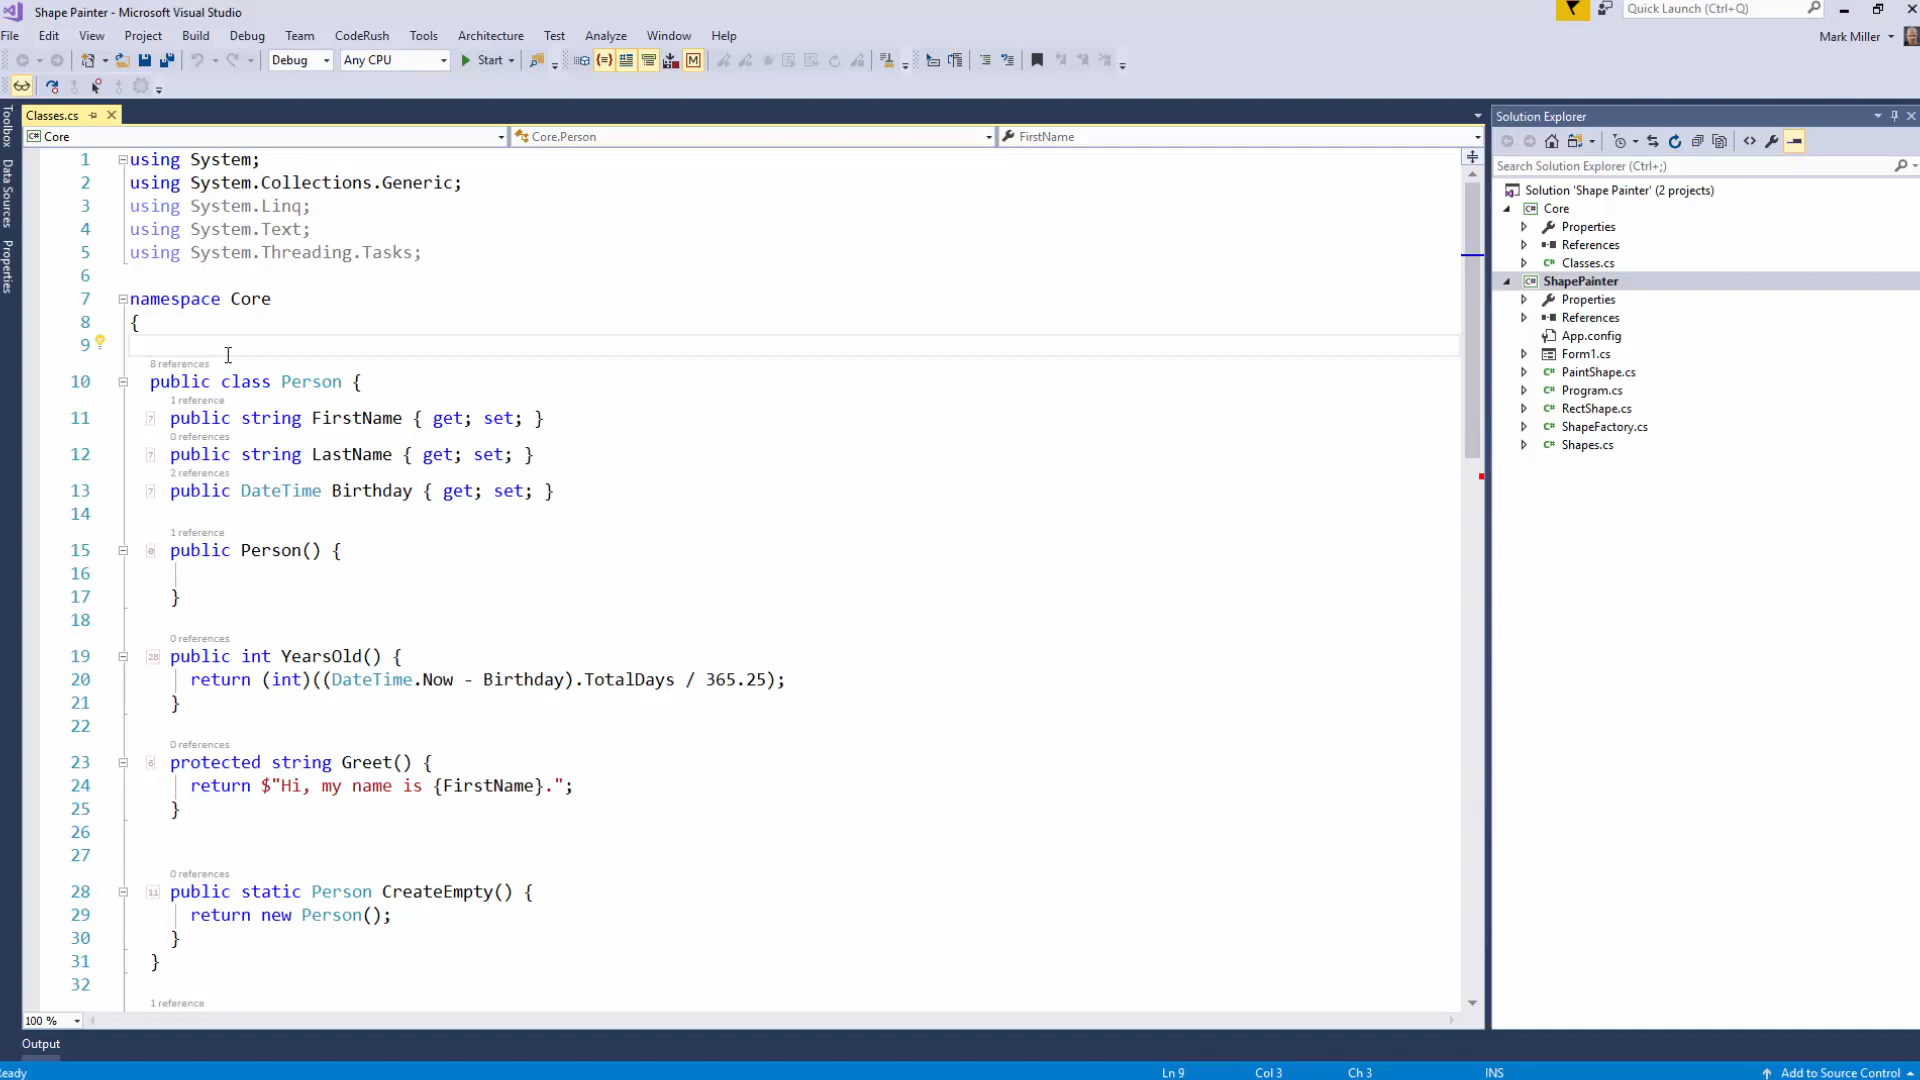 Shape Painter - Microsoft Visual Studio
Quick Launch (Ctrl+Q)
File Edit View Project Build Debug Team CodeRush Tools Architecture Test Analyze Window Help
Mark Miller
Debug Any CPU Start
Toolbox
Data Sources
Properties
Classes.cs
Core Core.Person FirstName
1 using System;
2 using System.Collections.Generic;
3 using System.Linq;
4 using System.Text;
5 using System.Threading.Tasks;
6
7 namespace Core
8 {
9
8 references
10 public class Person {
1 reference
11 7 public string FirstName { get; set; }
0 references
12 7 public string LastName { get; set; }
2 references
13 7 public DateTime Birthday { get; set; }
14
1 reference
15 0 public Person() {
16
17 }
18
0 references
19 28 public int YearsOld() {
20 return (int)((DateTime.Now - Birthday).TotalDays / 365.25);
21 }
22
0 references
23 6 protected string Greet() {
24 return $"Hi, my name is {FirstName}.";
25 }
26
27
0 references
28 11 public static Person CreateEmpty() {
29 return new Person();
30 }
31 }
32
1 reference
100 %
Output
Solution Explorer
Search Solution Explorer (Ctrl+;)
Solution 'Shape Painter' (2 projects)
C# Core
Properties
References
C# Classes.cs
C# ShapePainter
Properties
References
App.config
Form1.cs
C# PaintShape.cs
C# Program.cs
C# RectShape.cs
C# ShapeFactory.cs
C# Shapes.cs
Ready Ln 9 Col 3 Ch 3 INS Add to Source Control